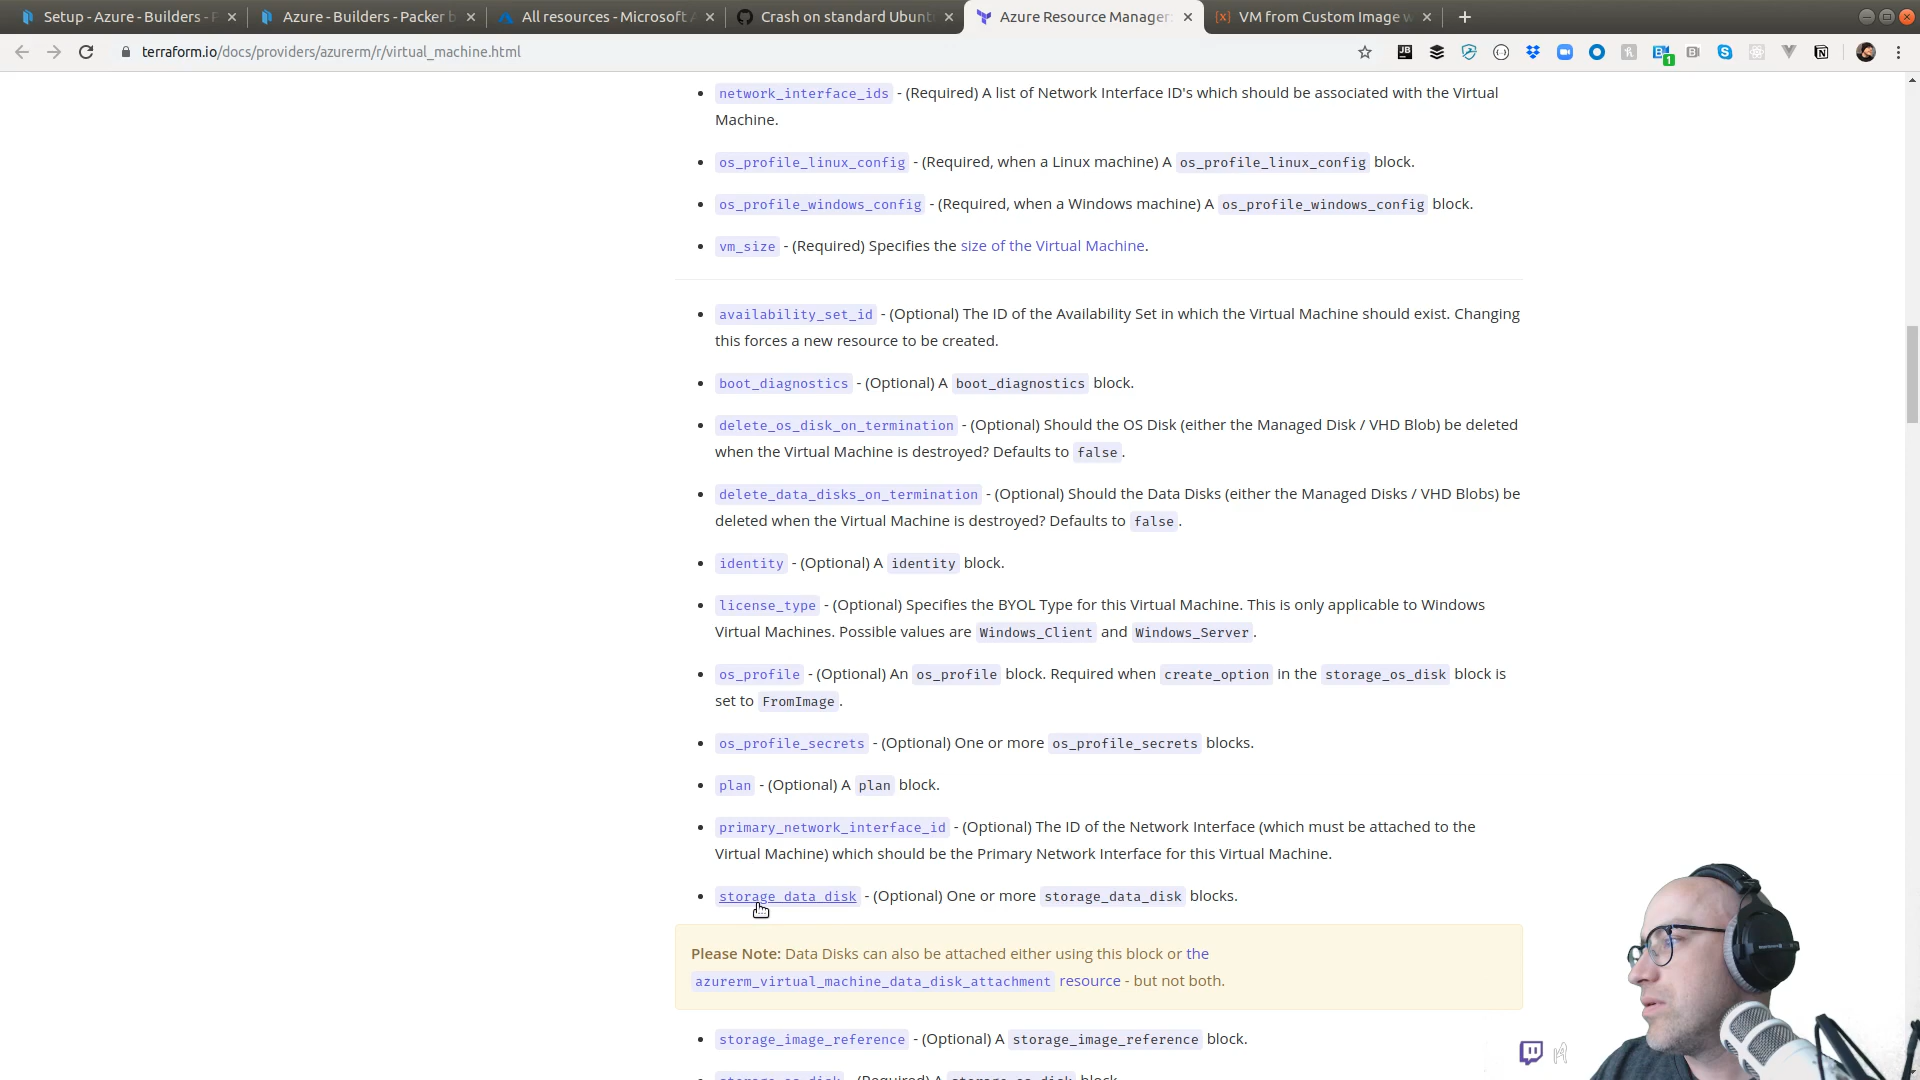 Setup - Azure - Builders - P
Azure - Builders - Packer b
All resources - Microsoft A
Crash on standard Ubunt
Azure Resource Manager:
VM from Custom Image w
terraform.io/docs/providers/azurerm/r/virtual_machine.html
network_interface_ids - (Required) A list of Network Interface ID's which should be associated with the Virtual
Machine.
os_profile_linux_config - (Required, when a Linux machine) A os_profile_linux_config block.
os_profile_windows_config - (Required, when a Windows machine) A os_profile_windows_config block.
vm_size - (Required) Specifies the size of the Virtual Machine.
availability_set_id - (Optional) The ID of the Availability Set in which the Virtual Machine should exist. Changing
this forces a new resource to be created.
boot_diagnostics - (Optional) A boot_diagnostics block.
delete_os_disk_on_termination - (Optional) Should the OS Disk (either the Managed Disk / VHD Blob) be deleted
when the Virtual Machine is destroyed? Defaults to false.
delete_data_disks_on_termination - (Optional) Should the Data Disks (either the Managed Disks / VHD Blobs) be
deleted when the Virtual Machine is destroyed? Defaults to false.
identity - (Optional) A identity block.
license_type - (Optional) Specifies the BYOL Type for this Virtual Machine. This is only applicable to Windows
Virtual Machines. Possible values are Windows_Client and Windows_Server.
os_profile - (Optional) An os_profile block. Required when create_option in the storage_os_disk block is
set to FromImage.
os_profile_secrets - (Optional) One or more os_profile_secrets blocks.
plan - (Optional) A plan block.
primary_network_interface_id - (Optional) The ID of the Network Interface (which must be attached to the
Virtual Machine) which should be the Primary Network Interface for this Virtual Machine.
storage_data_disk - (Optional) One or more storage_data_disk blocks.
Please Note: Data Disks can also be attached either using this block or the
azurerm_virtual_machine_data_disk_attachment resource - but not both.
storage_image_reference - (Optional) A storage_image_reference block.
storage_os_disk - (Required) A storage_os_disk block.